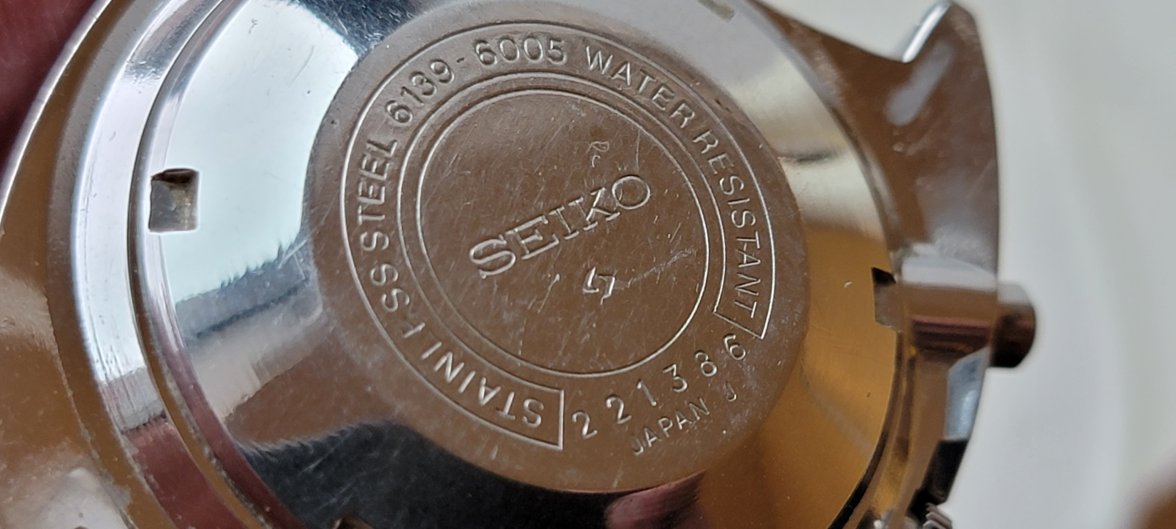 STAINLESS STEEL 6139-6005 WATER RESISTANT
SEIKO
221386
JAPAN J